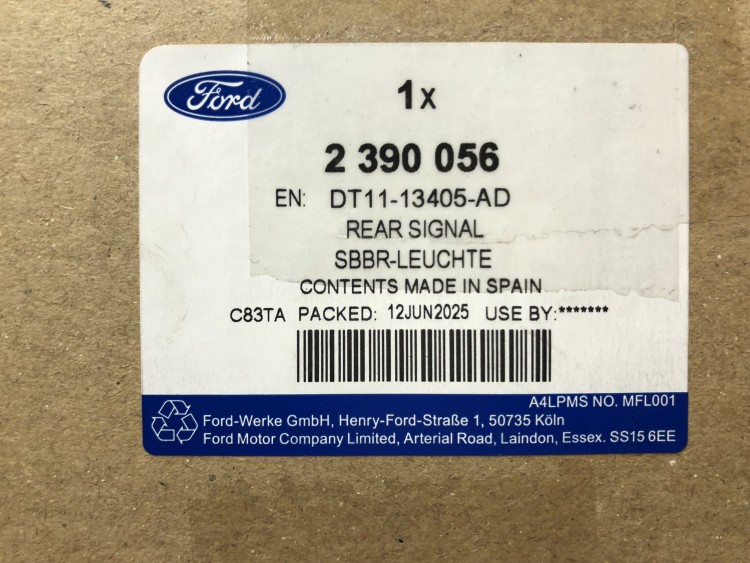 Ford
1x
2 390 056
EN: DT11-13405-AD
REAR SIGNAL
SBBR-LEUCHTE
CONTENTS MADE IN SPAIN
C83TA PACKED: 12JUN2025 USE BY:*******
A4LPMS NO. MFL001
Ford-Werke GmbH, Henry-Ford-Straße 1, 50735 Köln
Ford Motor Company Limited, Arterial Road, Laindon, Essex. SS15 6EE